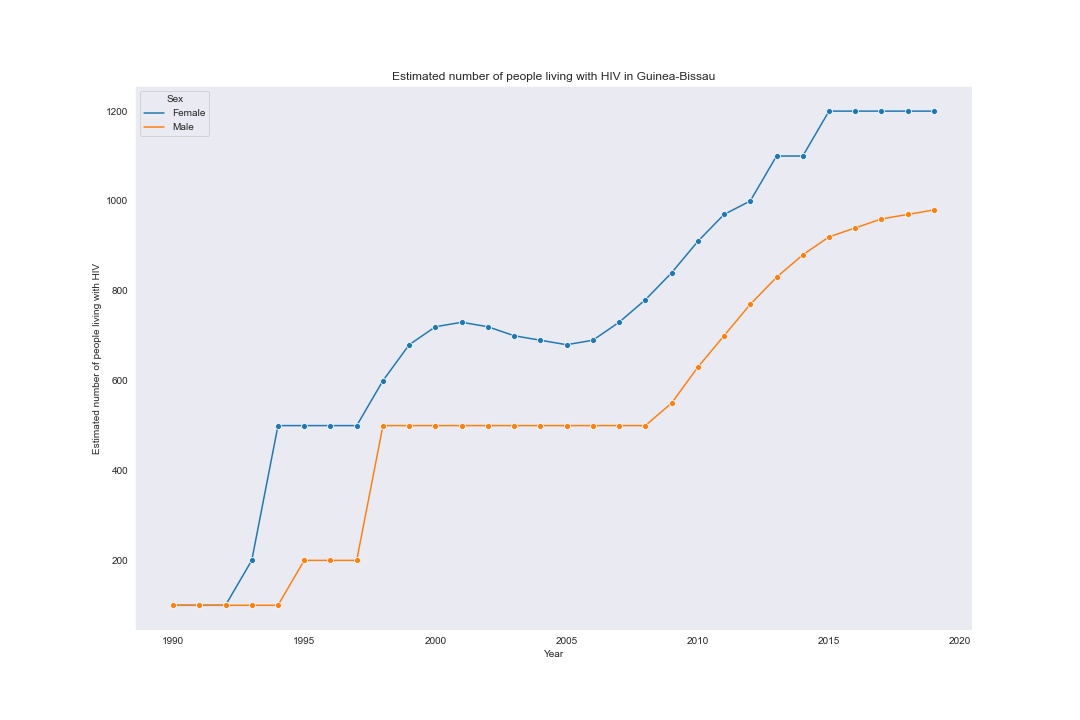 Estimated number of people living with HIV in Guinea-Bissau
Sex
Female
Male
1200
1000
800
600
400
200
Estimated number of people living with HIV
1990 1995 2000 2005 2010 2015 2020
Year